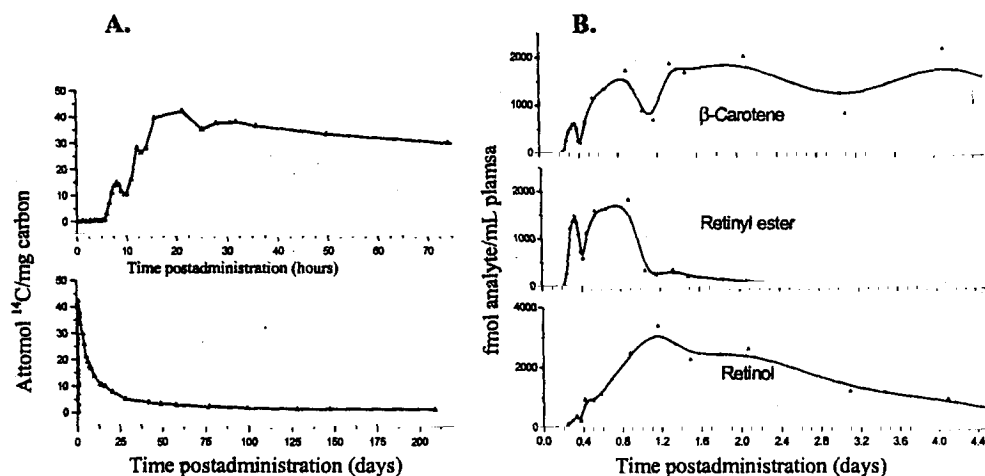 A.
50
40
30
20
10
0
0 10 20 30 40 50 60 70
Time postadministration (hours)
50
40
30
20
10
0
0 25 50 75 100 125 150 175 200
Time postadministration (days)
Attomol ¹⁴C/mg carbon
B.
2000
1000
0
β-Carotene
2000
1000
0
Retinyl ester
4000
2000
0
Retinol
0.0 0.4 0.8 1.2 1.6 2.0 2.4 2.8 3.2 3.6 4.0 4.4
Time postadministration (days)
fmol analyte/mL plamsa